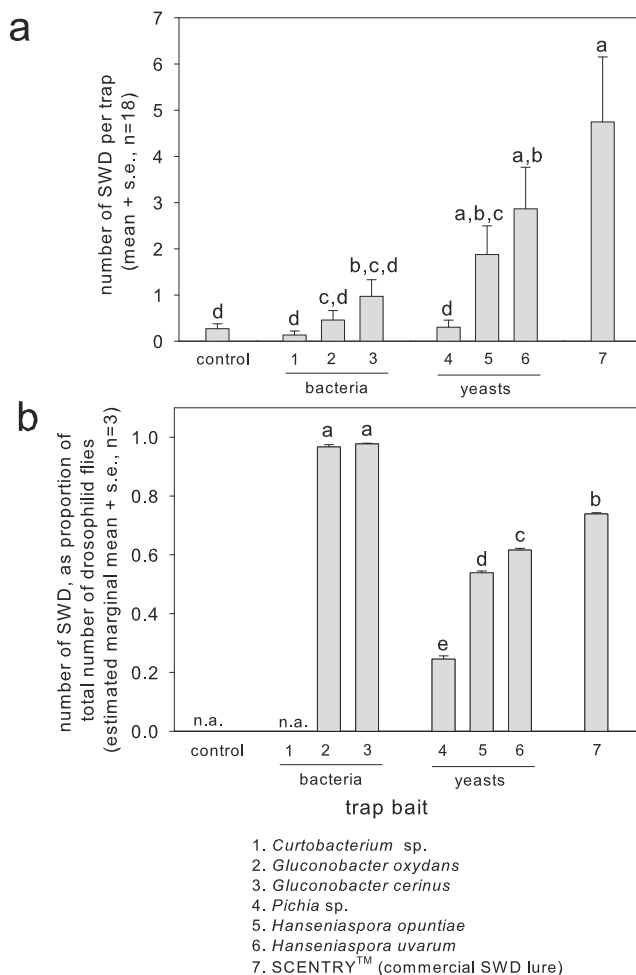 a
number of SWD per trap
(mean + s.e., n=18)
7
6
5
4
3
2
1
0
d
d
c,d
b,c,d
d
a,b,c
a,b
a
control
1 2 3
bacteria
4 5 6
yeasts
7
b
number of SWD, as proportion of
total number of drosophilid flies
(estimated marginal mean + s.e., n=3)
1.0
0.8
0.6
0.4
0.2
0.0
n.a.
n.a.
a
a
e
d
c
b
control
1 2 3
bacteria
4 5 6
yeasts
7
trap bait
1. Curtobacterium sp.
2. Gluconobacter oxydans
3. Gluconobacter cerinus
4. Pichia sp.
5. Hanseniaspora opuntiae
6. Hanseniaspora uvarum
7. SCENTRY™ (commercial SWD lure)